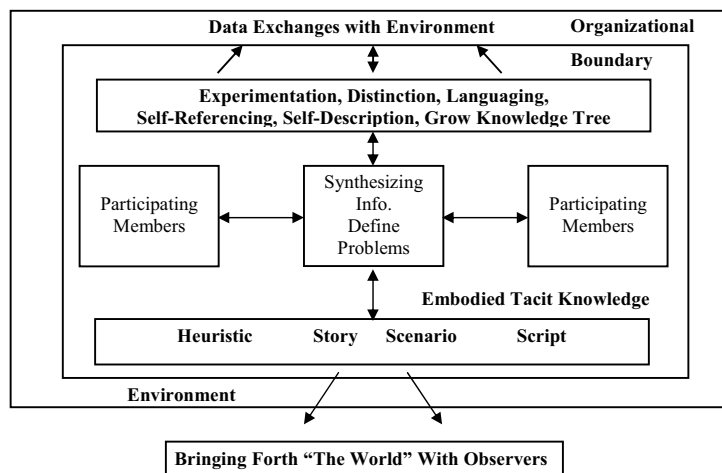 Data Exchanges with Environment
Organizational
Boundary
Experimentation, Distinction, Languaging,
Self-Referencing, Self-Description, Grow Knowledge Tree
Participating
Members
Synthesizing
Info.
Define
Problems
Participating
Members
Embodied Tacit Knowledge
Heuristic Story Scenario Script
Environment
Bringing Forth “The World” With Observers